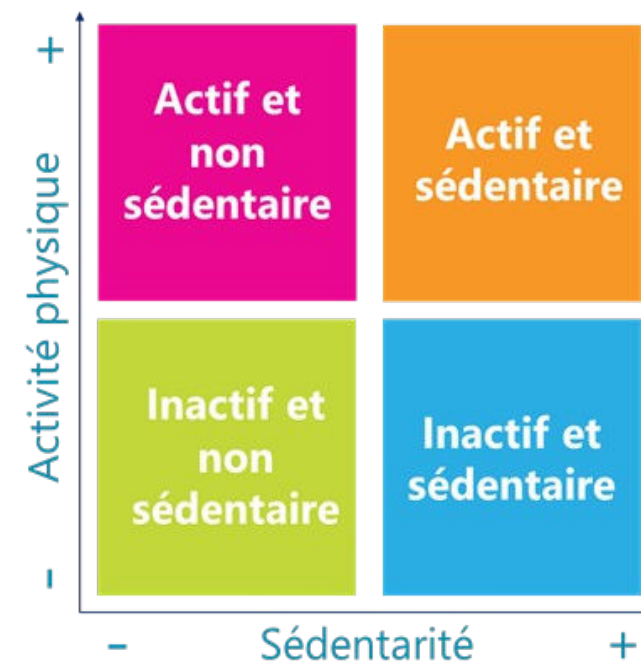 +
Activité physique
-
Actif et
non
sédentaire
Actif et
sédentaire
Inactif et
non
sédentaire
Inactif et
sédentaire
- Sédentarité +